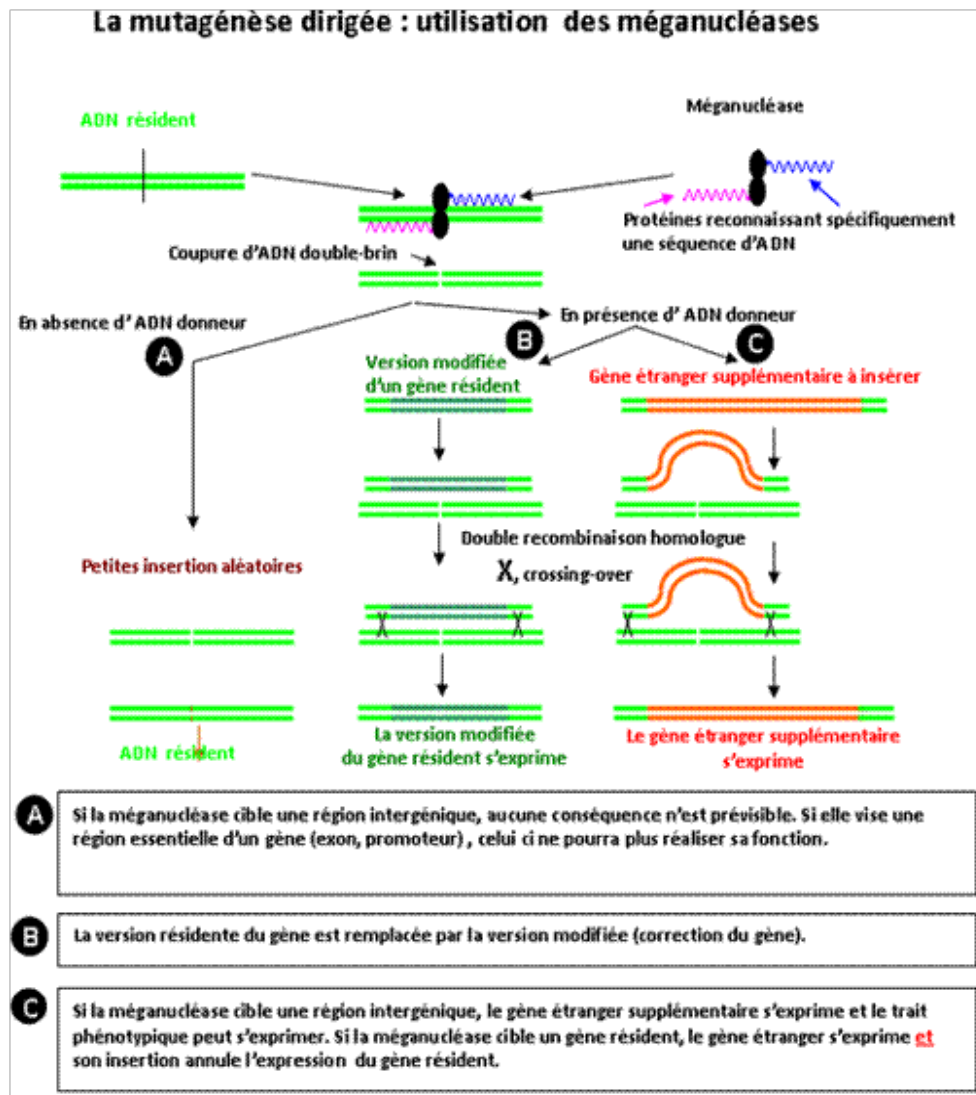 La mutagénèse dirigée : utilisation des méganucléases
ADN résident
Méganucléase
Protéines reconnaissant spécifiquement
une séquence d'ADN
Coupure d'ADN double-brin
En absence d' ADN donneur
A
En présence d' ADN donneur
B
C
Version modifiée
d'un gène résident
Gène étranger supplémentaire à insérer
Double recombinaison homologue
X, crossing-over
Petites insertion aléatoires
ADN résident
La version modifiée
du gène résident s'exprime
Le gène étranger supplémentaire
s'exprime
A
Si la méganucléase cible une région intergénique, aucune conséquence n'est prévisible. Si elle vise une
région essentielle d'un gène (exon, promoteur) , celui ci ne pourra plus réaliser sa fonction.
B
La version résidente du gène est remplacée par la version modifiée (correction du gène).
C
Si la méganucléase cible une région intergénique, le gène étranger supplémentaire s'exprime et le trait
phénotypique peut s'exprimer. Si la méganucléase cible un gène résident, le gène étranger s'exprime et
son insertion annule l'expression du gène résident.